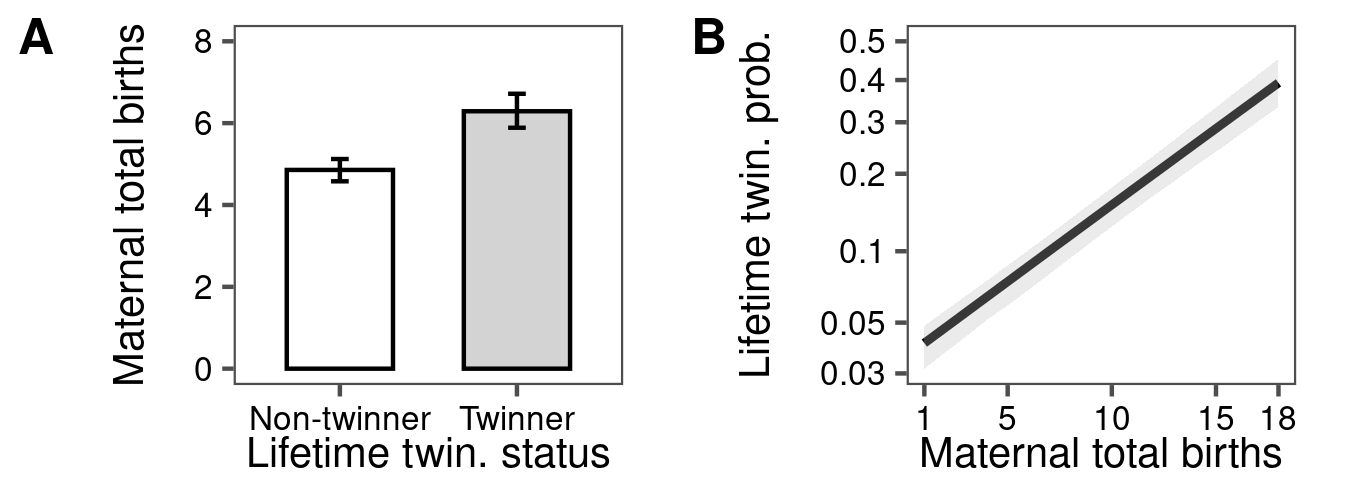 A
Maternal total births
8
6
4
2
0
Non-twinner Twinner
Lifetime twin. status
B
Lifetime twin. prob.
0.5
0.4
0.3
0.2
0.1
0.05
0.03
1 5 10 15 18
Maternal total births